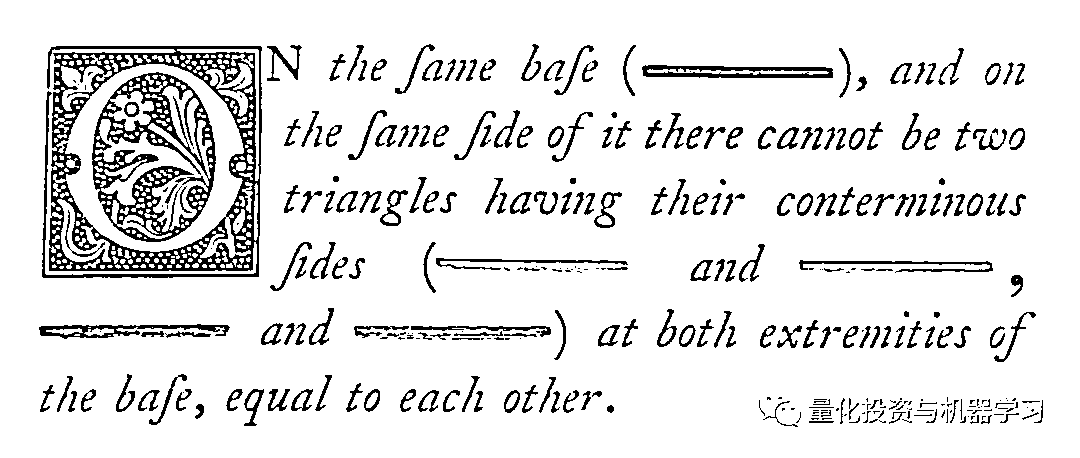 ON the ſame baſe (), and on
the ſame ſide of it there cannot be two
triangles having their conterminous
ſides ( and ,
and ) at both extremities of
the baſe, equal to each other.
量化投资与机器学习